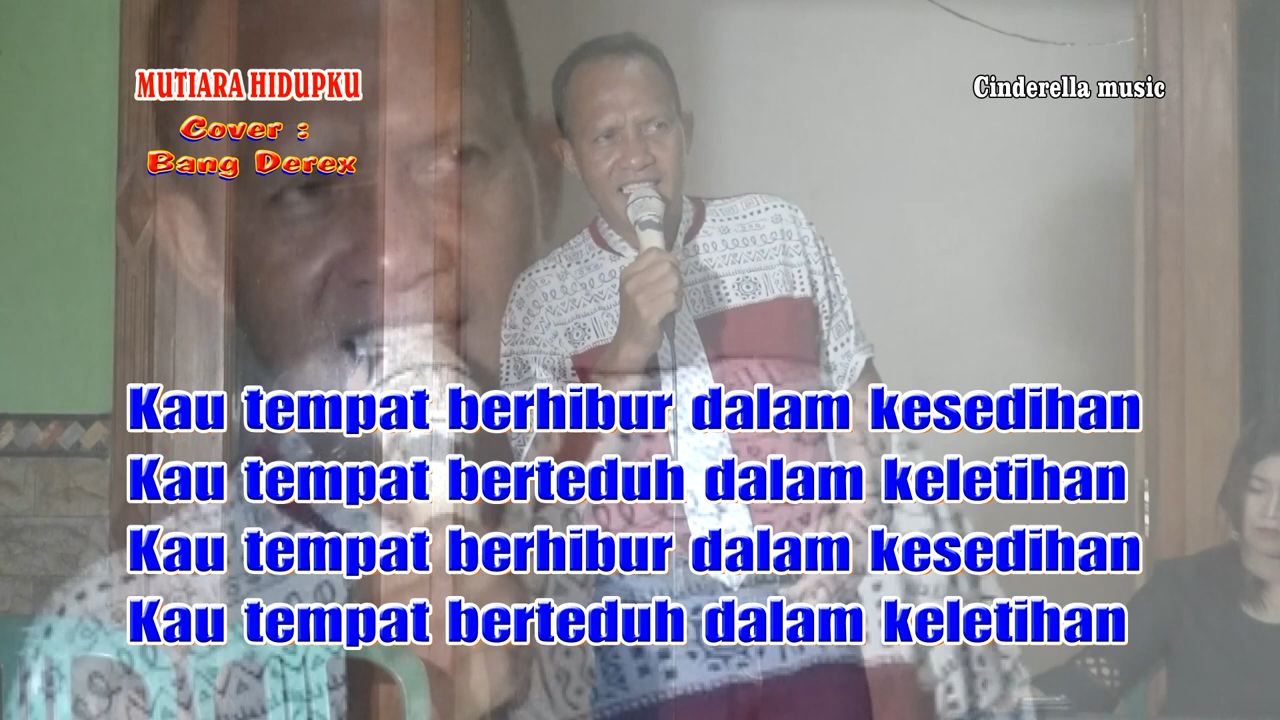 MUTIARA HIDUPKU
Cover :
Bang Derex
Cinderella music
Kau tempat berhibur dalam kesedihan
Kau tempat berteduh dalam keletihan
Kau tempat berhibur dalam kesedihan
Kau tempat berteduh dalam keletihan